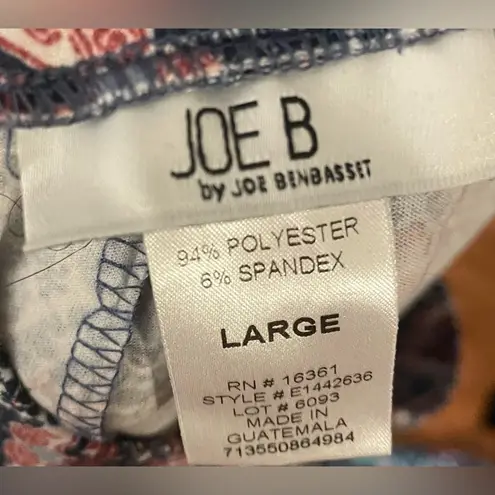 JOE B
by JOE BENBASSET
94% POLYESTER
6% SPANDEX
LARGE
RN # 16361
STYLE # E1442636
LOT # 6093
MADE IN
GUATEMALA
713550864984